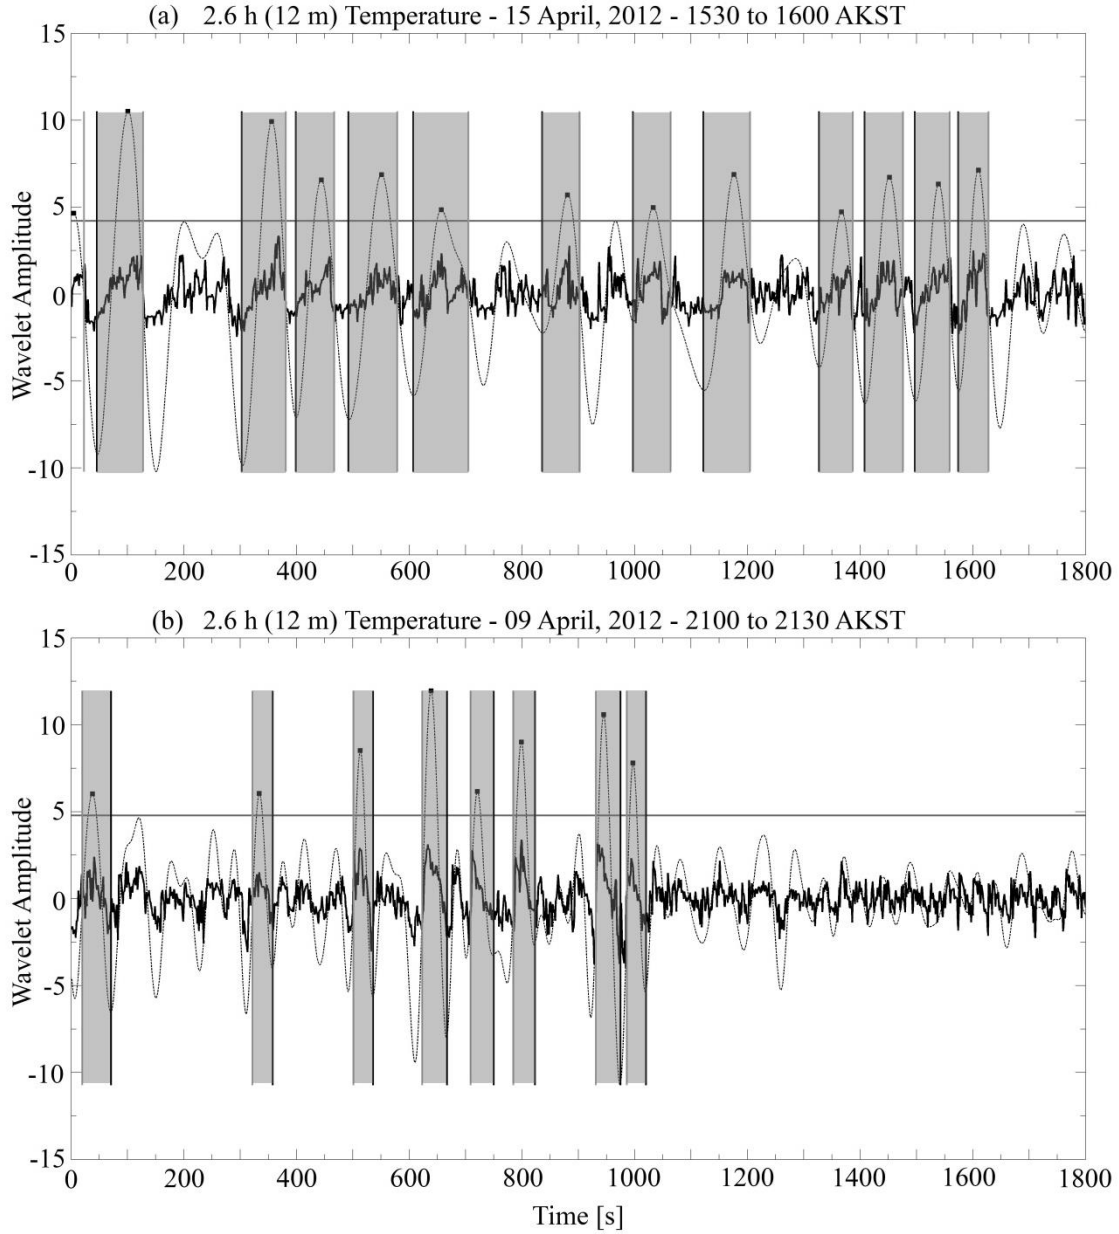 (a) 2.6 h (12 m) Temperature - 15 April, 2012 - 1530 to 1600 AKST
15
10
5
0
-5
-10
-15
Wavelet Amplitude
0 200 400 600 800 1000 1200 1400 1600 1800
(b) 2.6 h (12 m) Temperature - 09 April, 2012 - 2100 to 2130 AKST
15
10
5
0
-5
-10
-15
Wavelet Amplitude
0 200 400 600 800 1000 1200 1400 1600 1800
Time [s]